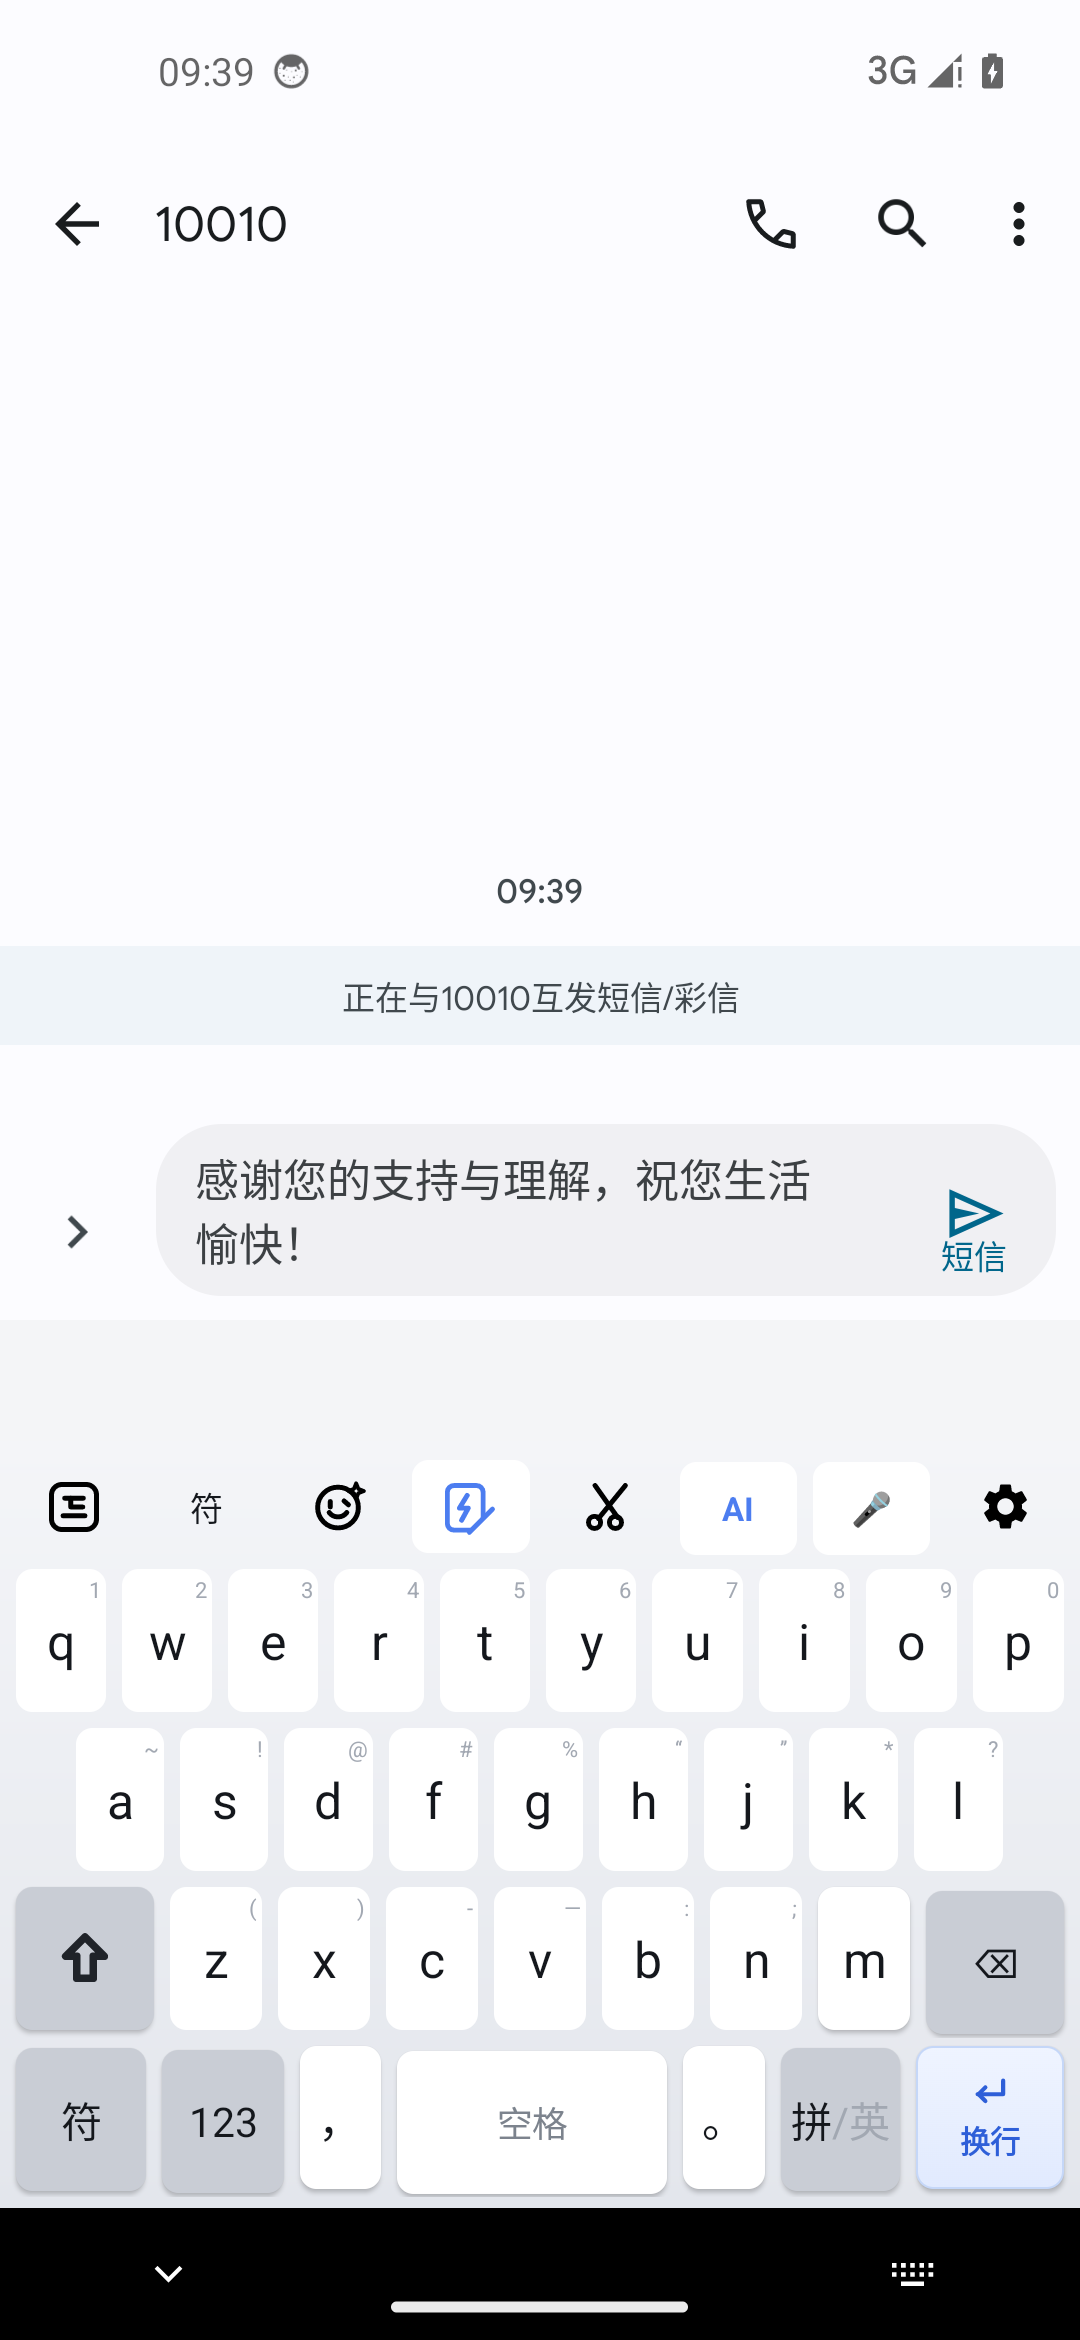 09:39
3G
10010
09:39
正在与10010互发短信/彩信
感谢您的支持与理解，祝您生活
愉快！
短信
符
AI
1 2 3 4 5 6 7 8 9 0
q w e r t y u i o p
~ ! @ # % “ ” * ?
a s d f g h j k l
( ) - — : ;
z x c v b n m
符 123 ， 空格 。 拼/英 换行